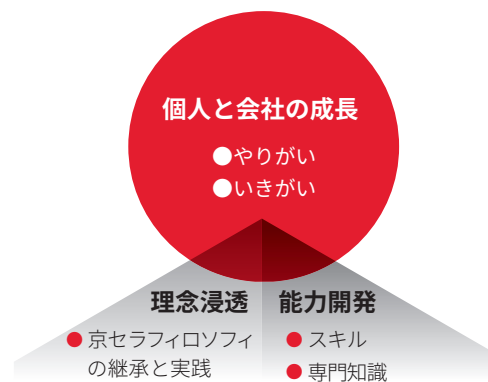 個人と会社の成長
●やりがい
●いきがい
理念浸透
● 京セラフィロソフィ
の継承と実践
能力開発
● スキル
● 専門知識